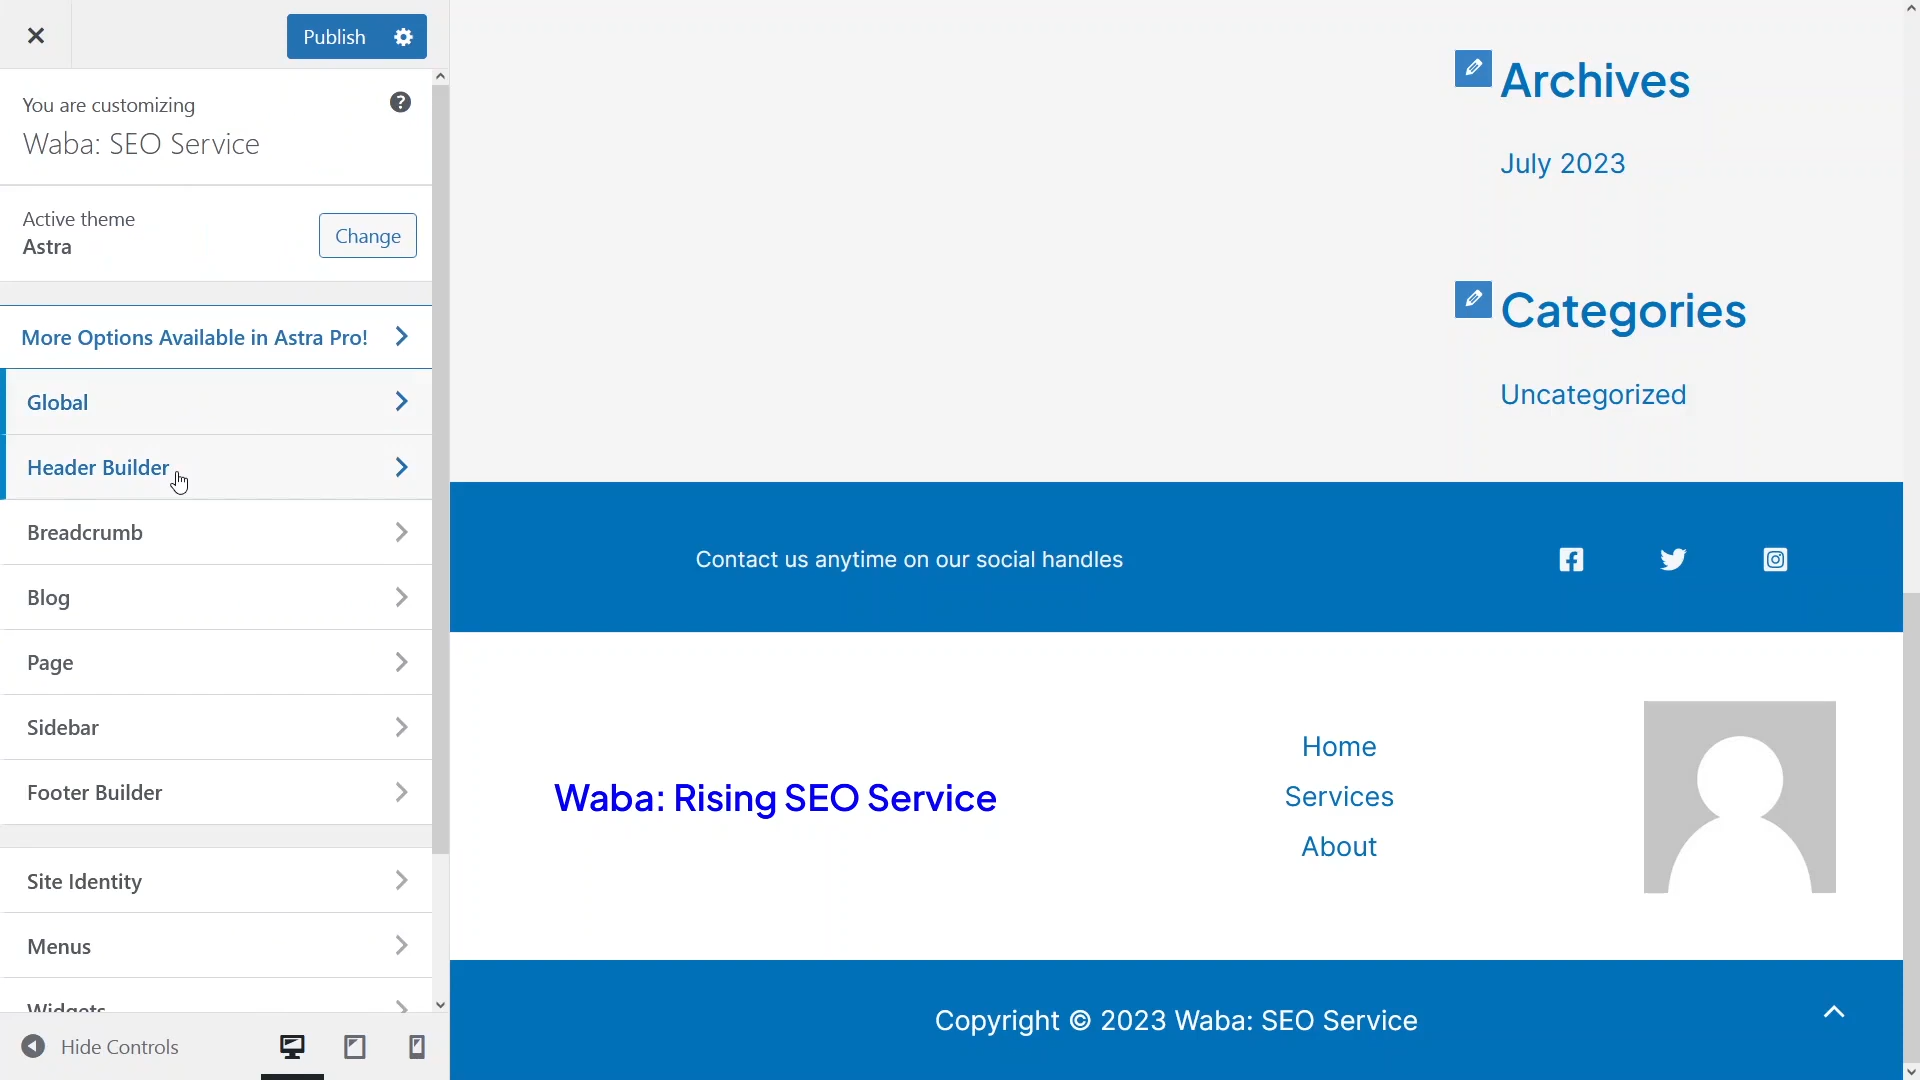 Publish
You are customizing
Waba: SEO Service
Active theme
Astra
Change
More Options Available in Astra Pro!
Global
Header Builder
Breadcrumb
Blog
Page
Sidebar
Footer Builder
Site Identity
Menus
Widgets
Hide Controls
Archives
July 2023
Categories
Uncategorized
Contact us anytime on our social handles
Waba: Rising SEO Service
Home
Services
About
Copyright © 2023 Waba: SEO Service